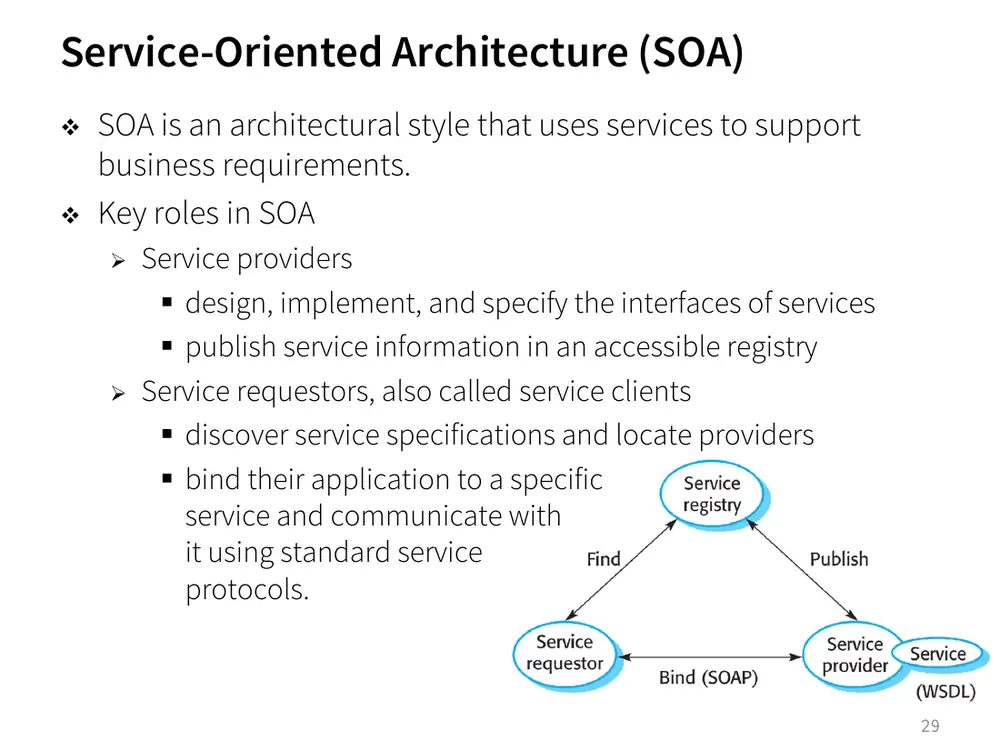 Service-Oriented Architecture (SOA)
❖ SOA is an architectural style that uses services to support
business requirements.
❖ Key roles in SOA
➢ Service providers
▪ design, implement, and specify the interfaces of services
▪ publish service information in an accessible registry
➢ Service requestors, also called service clients
▪ discover service specifications and locate providers
▪ bind their application to a specific
service and communicate with
it using standard service
protocols.
Service
registry
Find
Publish
Service
requestor
Bind (SOAP)
Service
provider
Service
(WSDL)
29